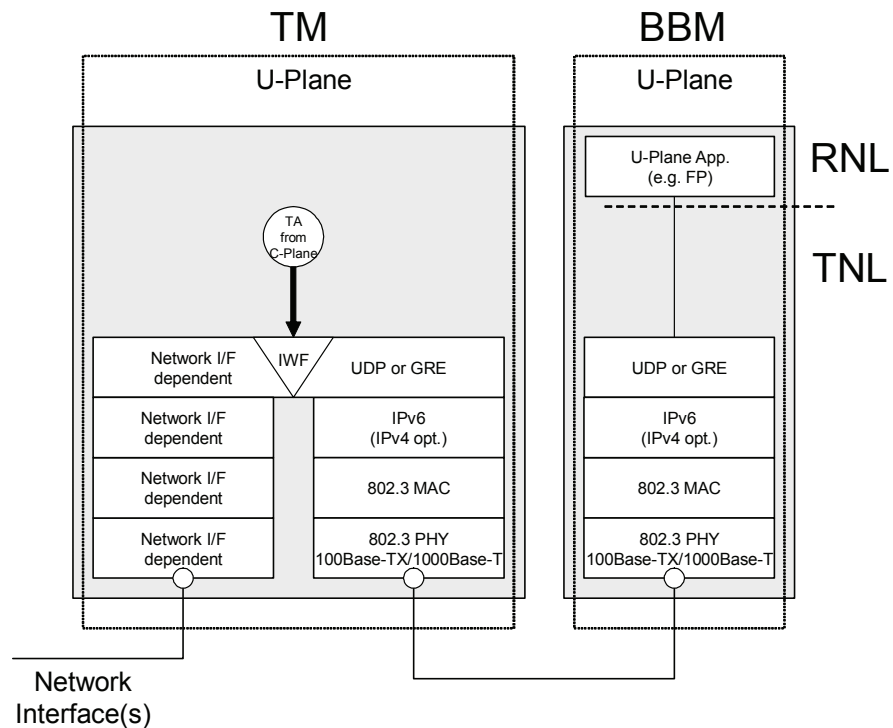 TM
BBM
U-Plane
U-Plane
U-Plane App.
(e.g. FP)
RNL
TNL
TA
from
C-Plane
Network I/F
dependent
IWF
UDP or GRE
UDP or GRE
Network I/F
dependent
IPv6
(IPv4 opt.)
IPv6
(IPv4 opt.)
Network I/F
dependent
802.3 MAC
802.3 MAC
Network I/F
dependent
802.3 PHY
100Base-TX/1000Base-T
802.3 PHY
100Base-TX/1000Base-T
Network
Interface(s)